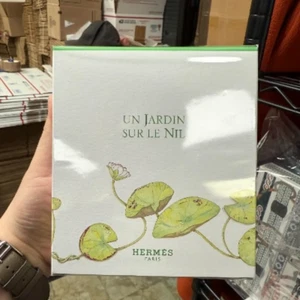 UN JARDIN
SUR LE NIL
HERMÈS
PARIS